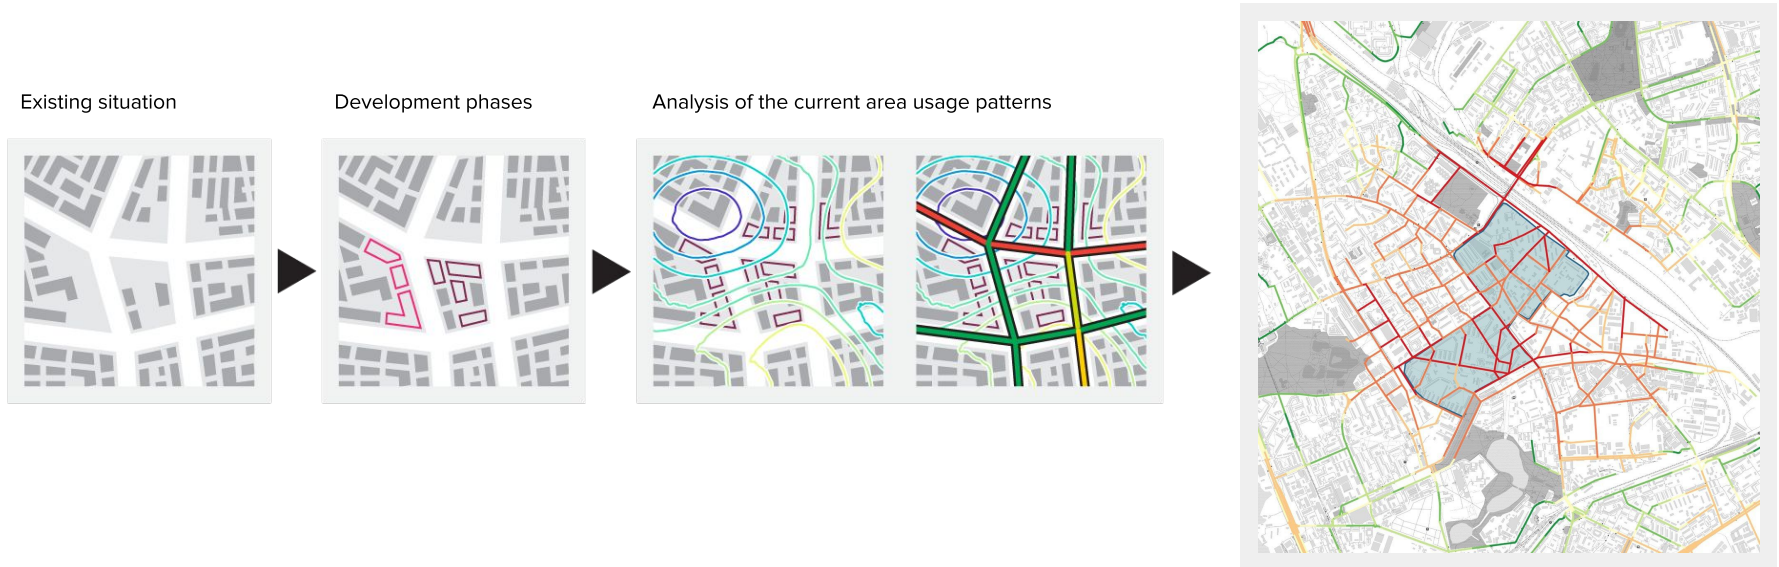 Existing situation
Development phases
Analysis of the current area usage patterns